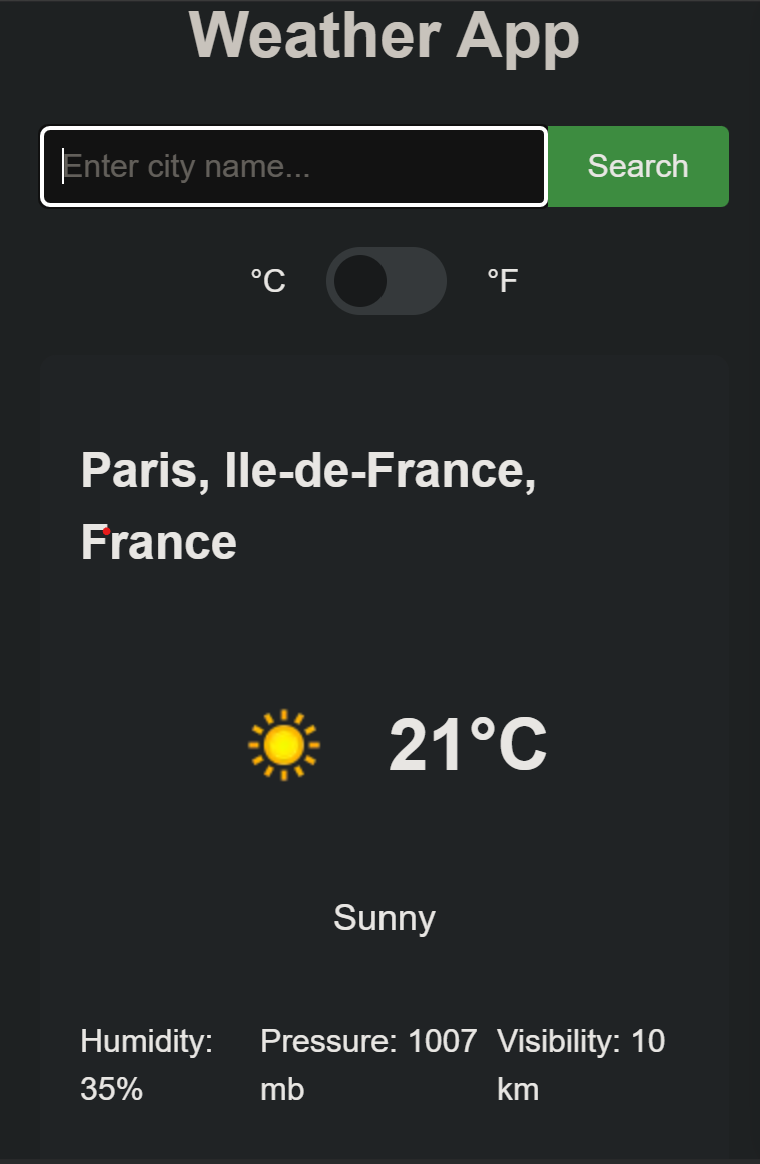 Weather App
Enter city name...
Search
°C
°F
Paris, Ile-de-France,
France
21°C
Sunny
Humidity:
35%
Pressure: 1007
mb
Visibility: 10
km